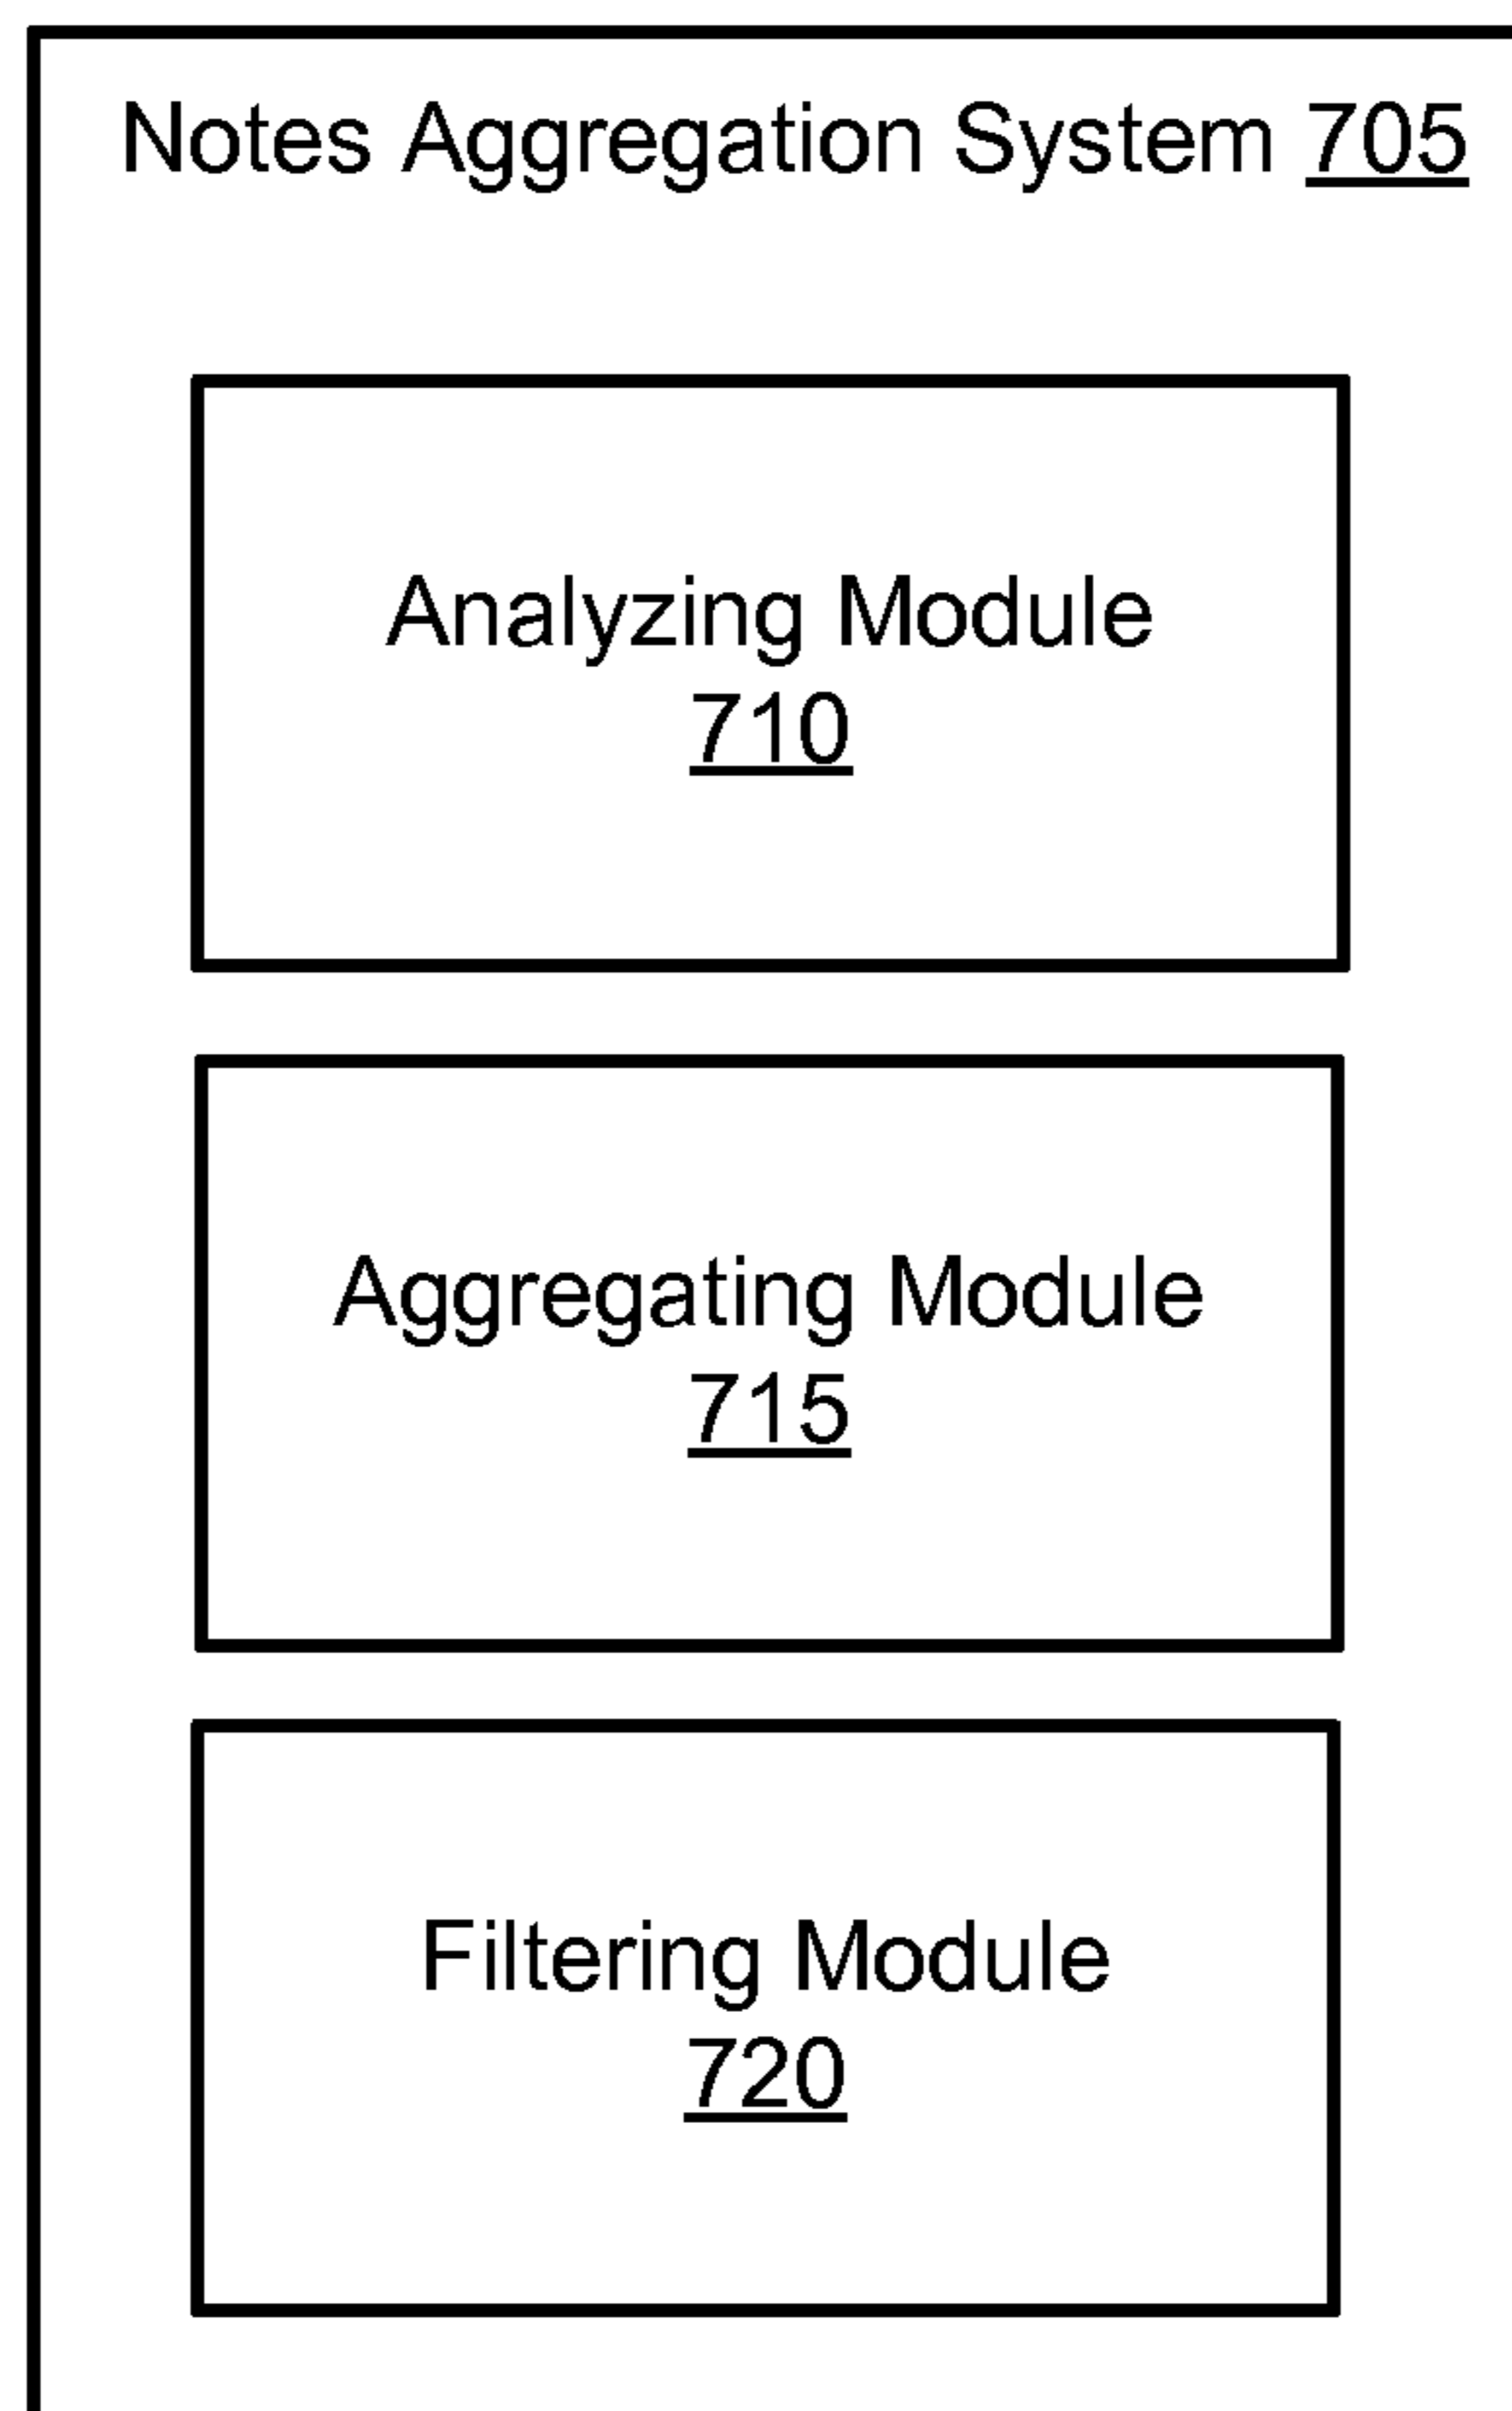 Notes Aggregation System 705
Analyzing Module
710
Aggregating Module
715
Filtering Module
720